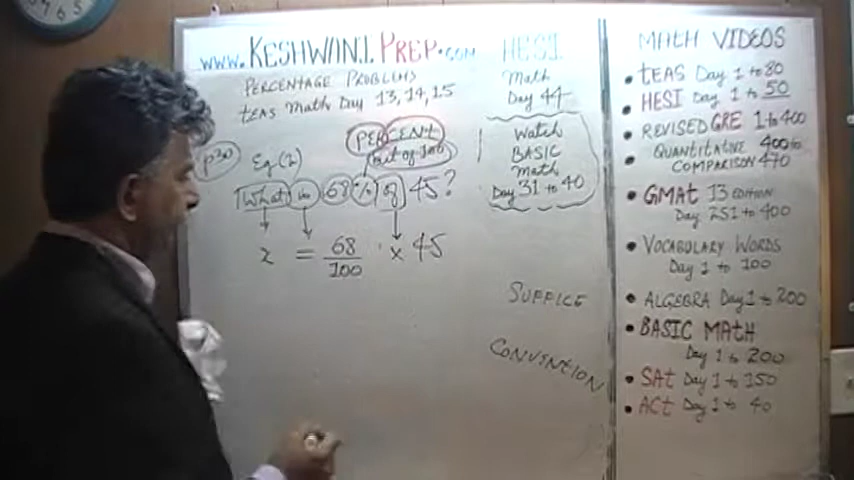 www.KESHWANI PREP.com
PERCENTAGE PROBLEMS
TEAS Math Day 13, 14, 15
p30
Eg(2)
PERCENT
out of 100
What is 68 % of 45?
x = 68/100 x 45
HESI
Math
Day 44
Watch
BASIC
Math
Day 31 to 40
SUFFICE
CONVENTION
MATH VIDEOS
• TEAS Day 1 to 80
• HESI Day 1 to 50
• REVISED GRE 1 to 400
• QUANTITATIVE 400 to
COMPARISON 470
• GMAT 13 EDITION
Day 251 to 400
• VOCABULARY WORDS
Day 1 to 100
• ALGEBRA Day 1 to 200
• BASIC MATH
Day 1 to 200
• SAT Day 1 to 150
• ACT Day 1 to 40